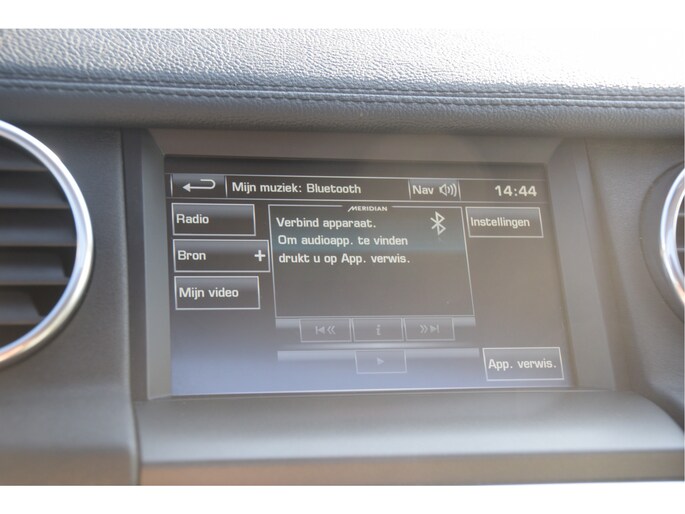 Mijn muziek: Bluetooth
Nav
14:44
MERIDIAN
Radio
Verbind apparaat.
Instellingen
Om audioapp. te vinden
Bron +
drukt u op App. verwis.
Mijn video
i
App. verwis.